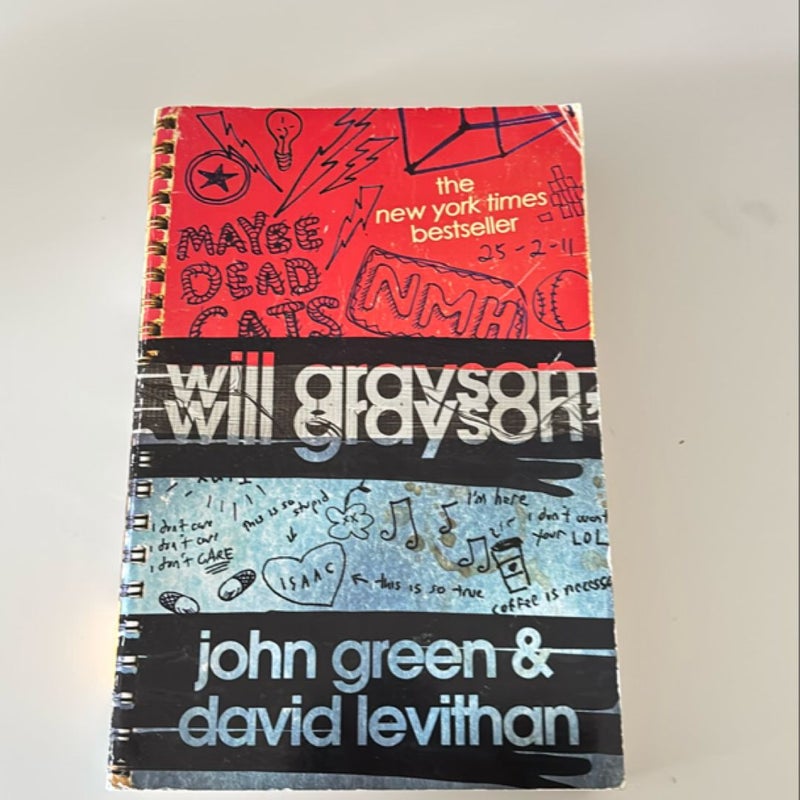 the
new york times
bestseller
25-2-11
MAYBE
DEAD
CATS
NMH
will grayson,
will grayson
I'm here
this is so stupid
i don't care
i don't care
i don't CARE
i don't want
your LOL
ISAAC
this is so true
coffee is necess
john green &
david levithan